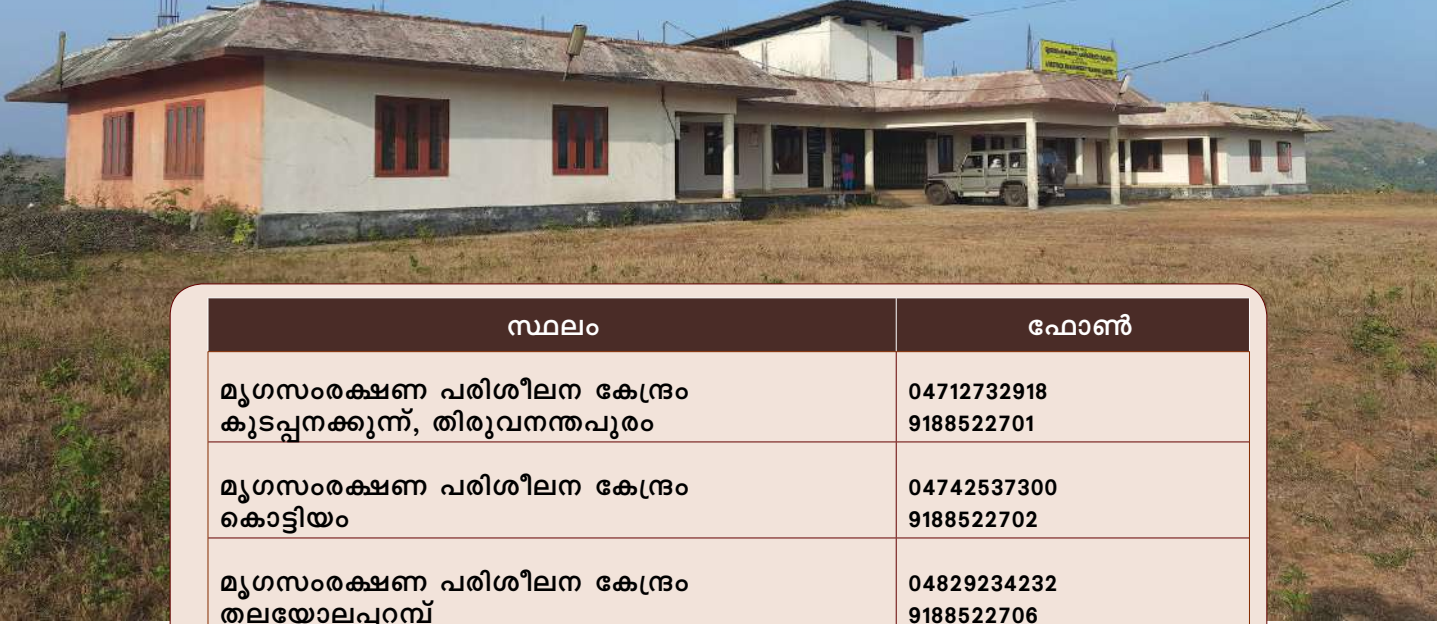 സ്ഥലം
ഫോൺ
മൃഗസംരക്ഷണ പരിശീലന കേന്ദ്രം
കുടപ്പനക്കുന്ന്, തിരുവനന്തപുരം
04712732918
9188522701
മൃഗസംരക്ഷണ പരിശീലന കേന്ദ്രം
കൊട്ടിയം
04742537300
9188522702
മൃഗസംരക്ഷണ പരിശീലന കേന്ദ്രം
തലയോലപ്പറമ്പ്
04829234232
9188522706